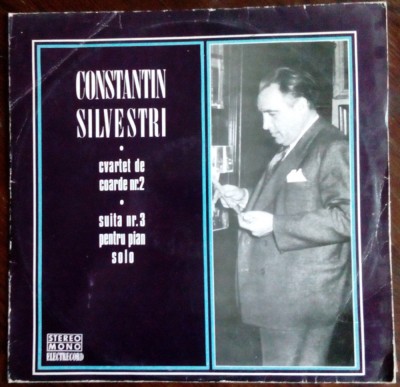 CONSTANTIN
SILVESTRI
cvartet de
coarde nr.2
suita nr.3
pentru pian
solo
STEREO
MONO
ELECTRECORD